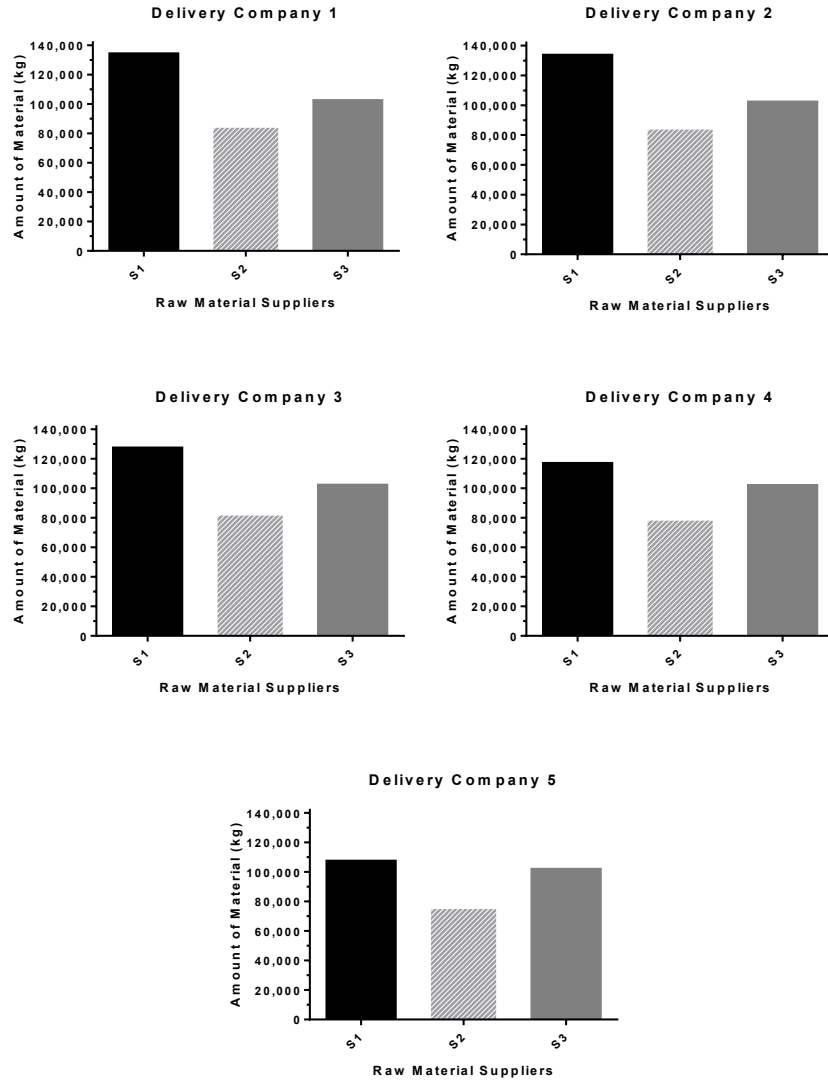 Delivery Company 1
Amount of Material (kg)
140,000
120,000
100,000
80,000
60,000
40,000
20,000
0
S1
S2
S3
Raw Material Suppliers
Delivery Company 2
Amount of Material (kg)
140,000
120,000
100,000
80,000
60,000
40,000
20,000
0
S1
S2
S3
Raw Material Suppliers
Delivery Company 3
Amount of Material (kg)
140,000
120,000
100,000
80,000
60,000
40,000
20,000
0
S1
S2
S3
Raw Material Suppliers
Delivery Company 4
Amount of Material (kg)
140,000
120,000
100,000
80,000
60,000
40,000
20,000
0
S1
S2
S3
Raw Material Suppliers
Delivery Company 5
Amount of Material (kg)
140,000
120,000
100,000
80,000
60,000
40,000
20,000
0
S1
S2
S3
Raw Material Suppliers